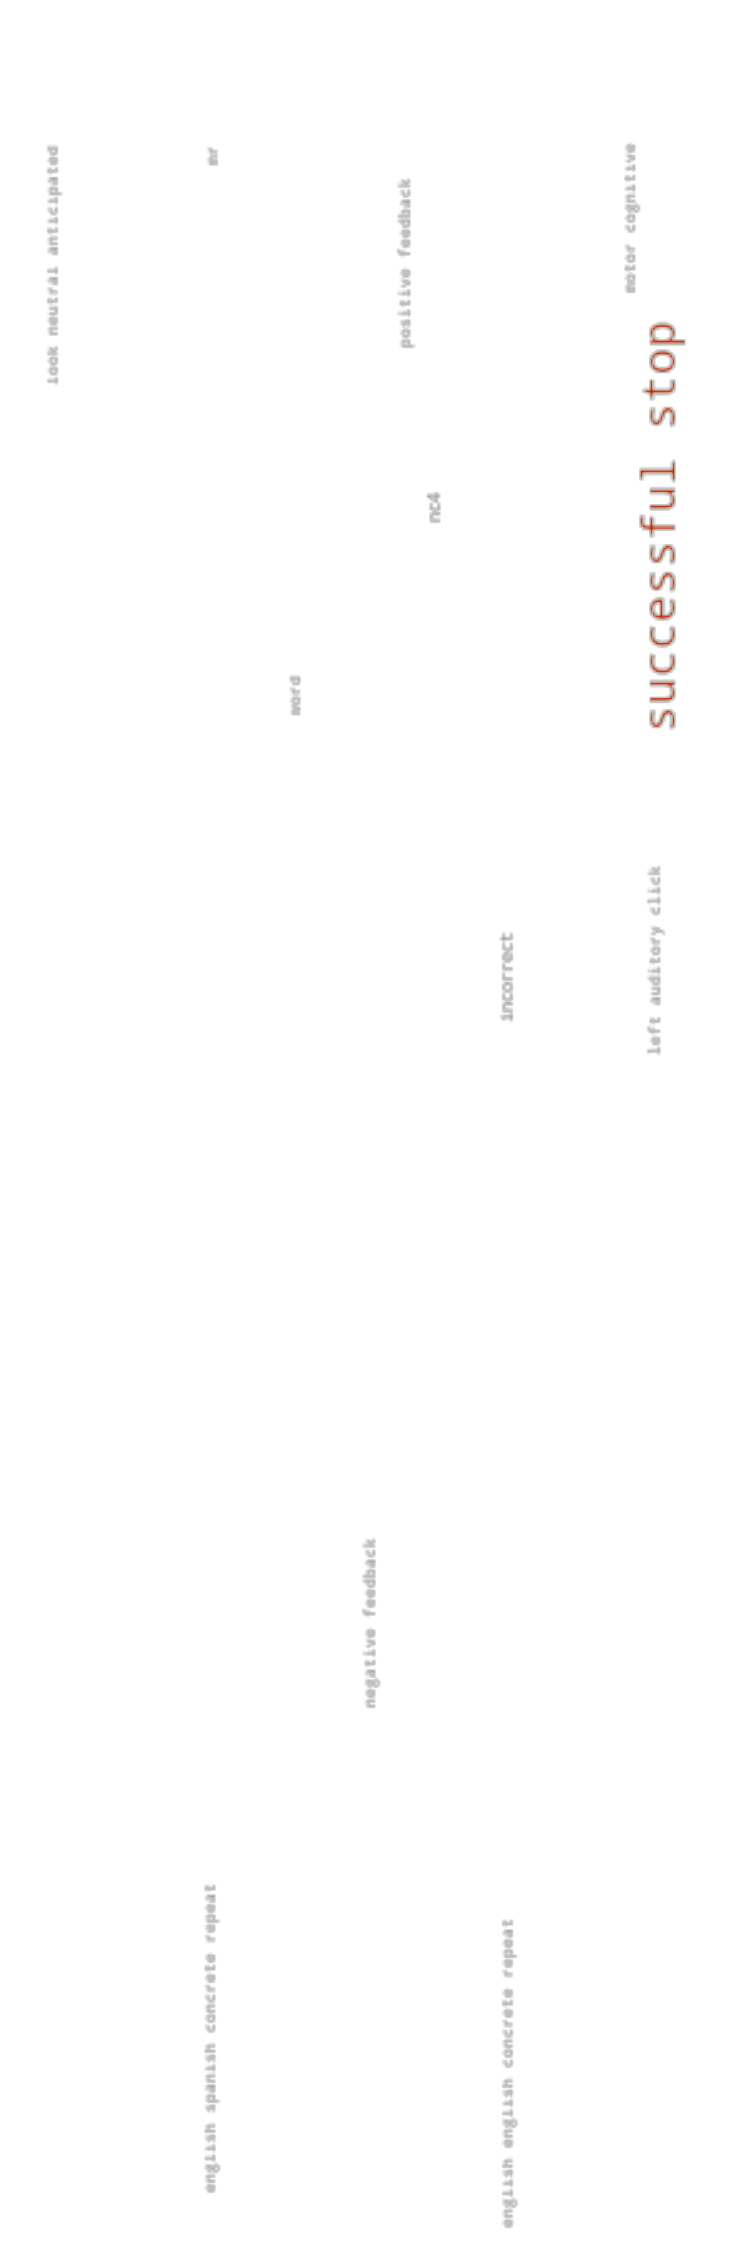 look neutral anticipated
mr
word
positive feedback
nc4
motor cognitive
successful stop
incorrect
left auditory click
negative feedback
english spanish concrete repeat
english english concrete repeat